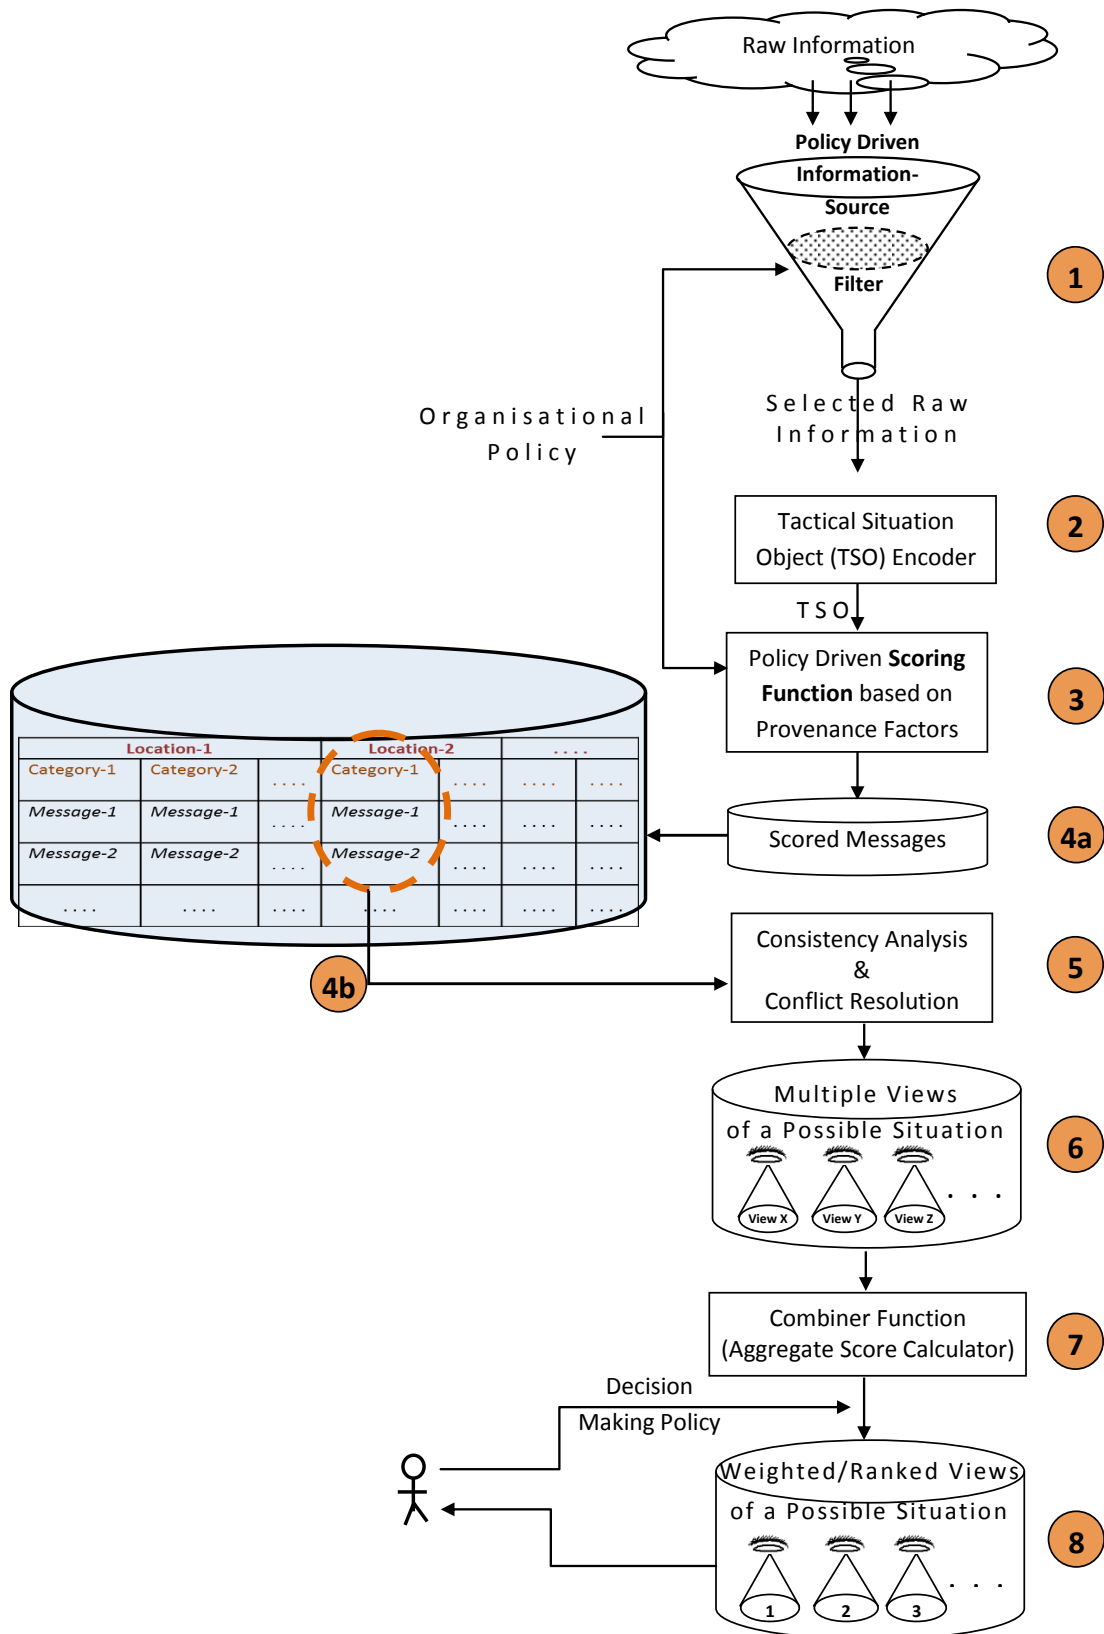 Raw Information
Policy Driven
Information-
Source
Filter
1
Organisational
Policy
Selected Raw
Information
2
Tactical Situation
Object (TSO) Encoder
TSO
Policy Driven Scoring
Function based on
Provenance Factors
3
Location-1 Location-2 ....
Category-1 Category-2 .... Category-1 .... .... ....
Message-1 Message-1 .... Message-1 .... .... ....
Message-2 Message-2 .... Message-2 .... .... ....
.... .... .... .... .... .... ....
Scored Messages
4a
4b
Consistency Analysis
&
Conflict Resolution
5
Multiple Views
of a Possible Situation
View X View Y View Z . . .
6
Combiner Function
(Aggregate Score Calculator)
7
Decision
Making Policy
Weighted/Ranked Views
of a Possible Situation
1 2 3 . . .
8